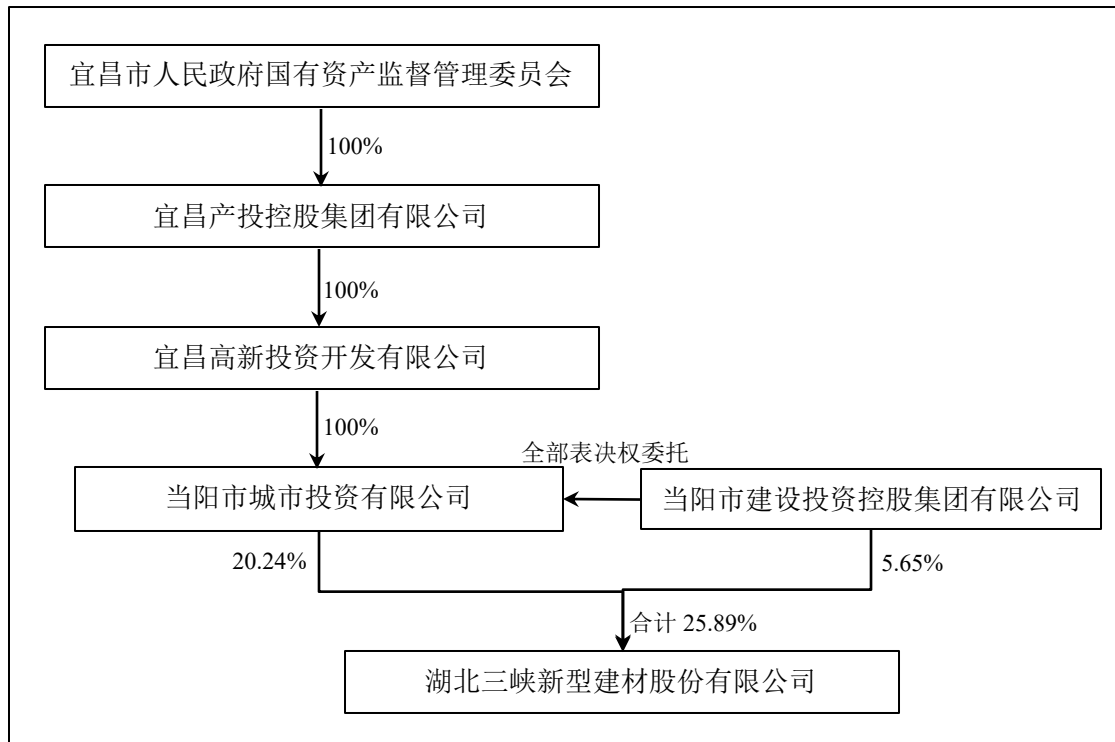 宜昌市人民政府国有资产监督管理委员会
100%
宜昌产投控股集团有限公司
100%
宜昌高新投资开发有限公司
100%
全部表决权委托
当阳市城市投资有限公司
当阳市建设投资控股集团有限公司
20.24%
5.65%
合计 25.89%
湖北三峡新型建材股份有限公司